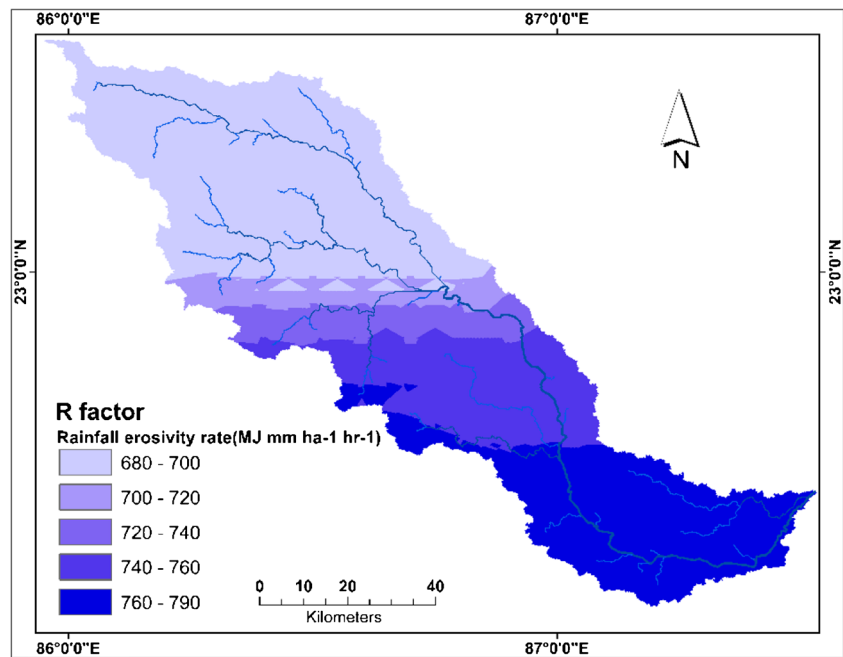 86°0'0"E
87°0'0"E
N
23°0'0"N
23°0'0"N
R factor
Rainfall erosivity rate(MJ mm ha-1 hr-1)
680 - 700
700 - 720
720 - 740
740 - 760
760 - 790
0 10 20 40
Kilometers
86°0'0"E
87°0'0"E